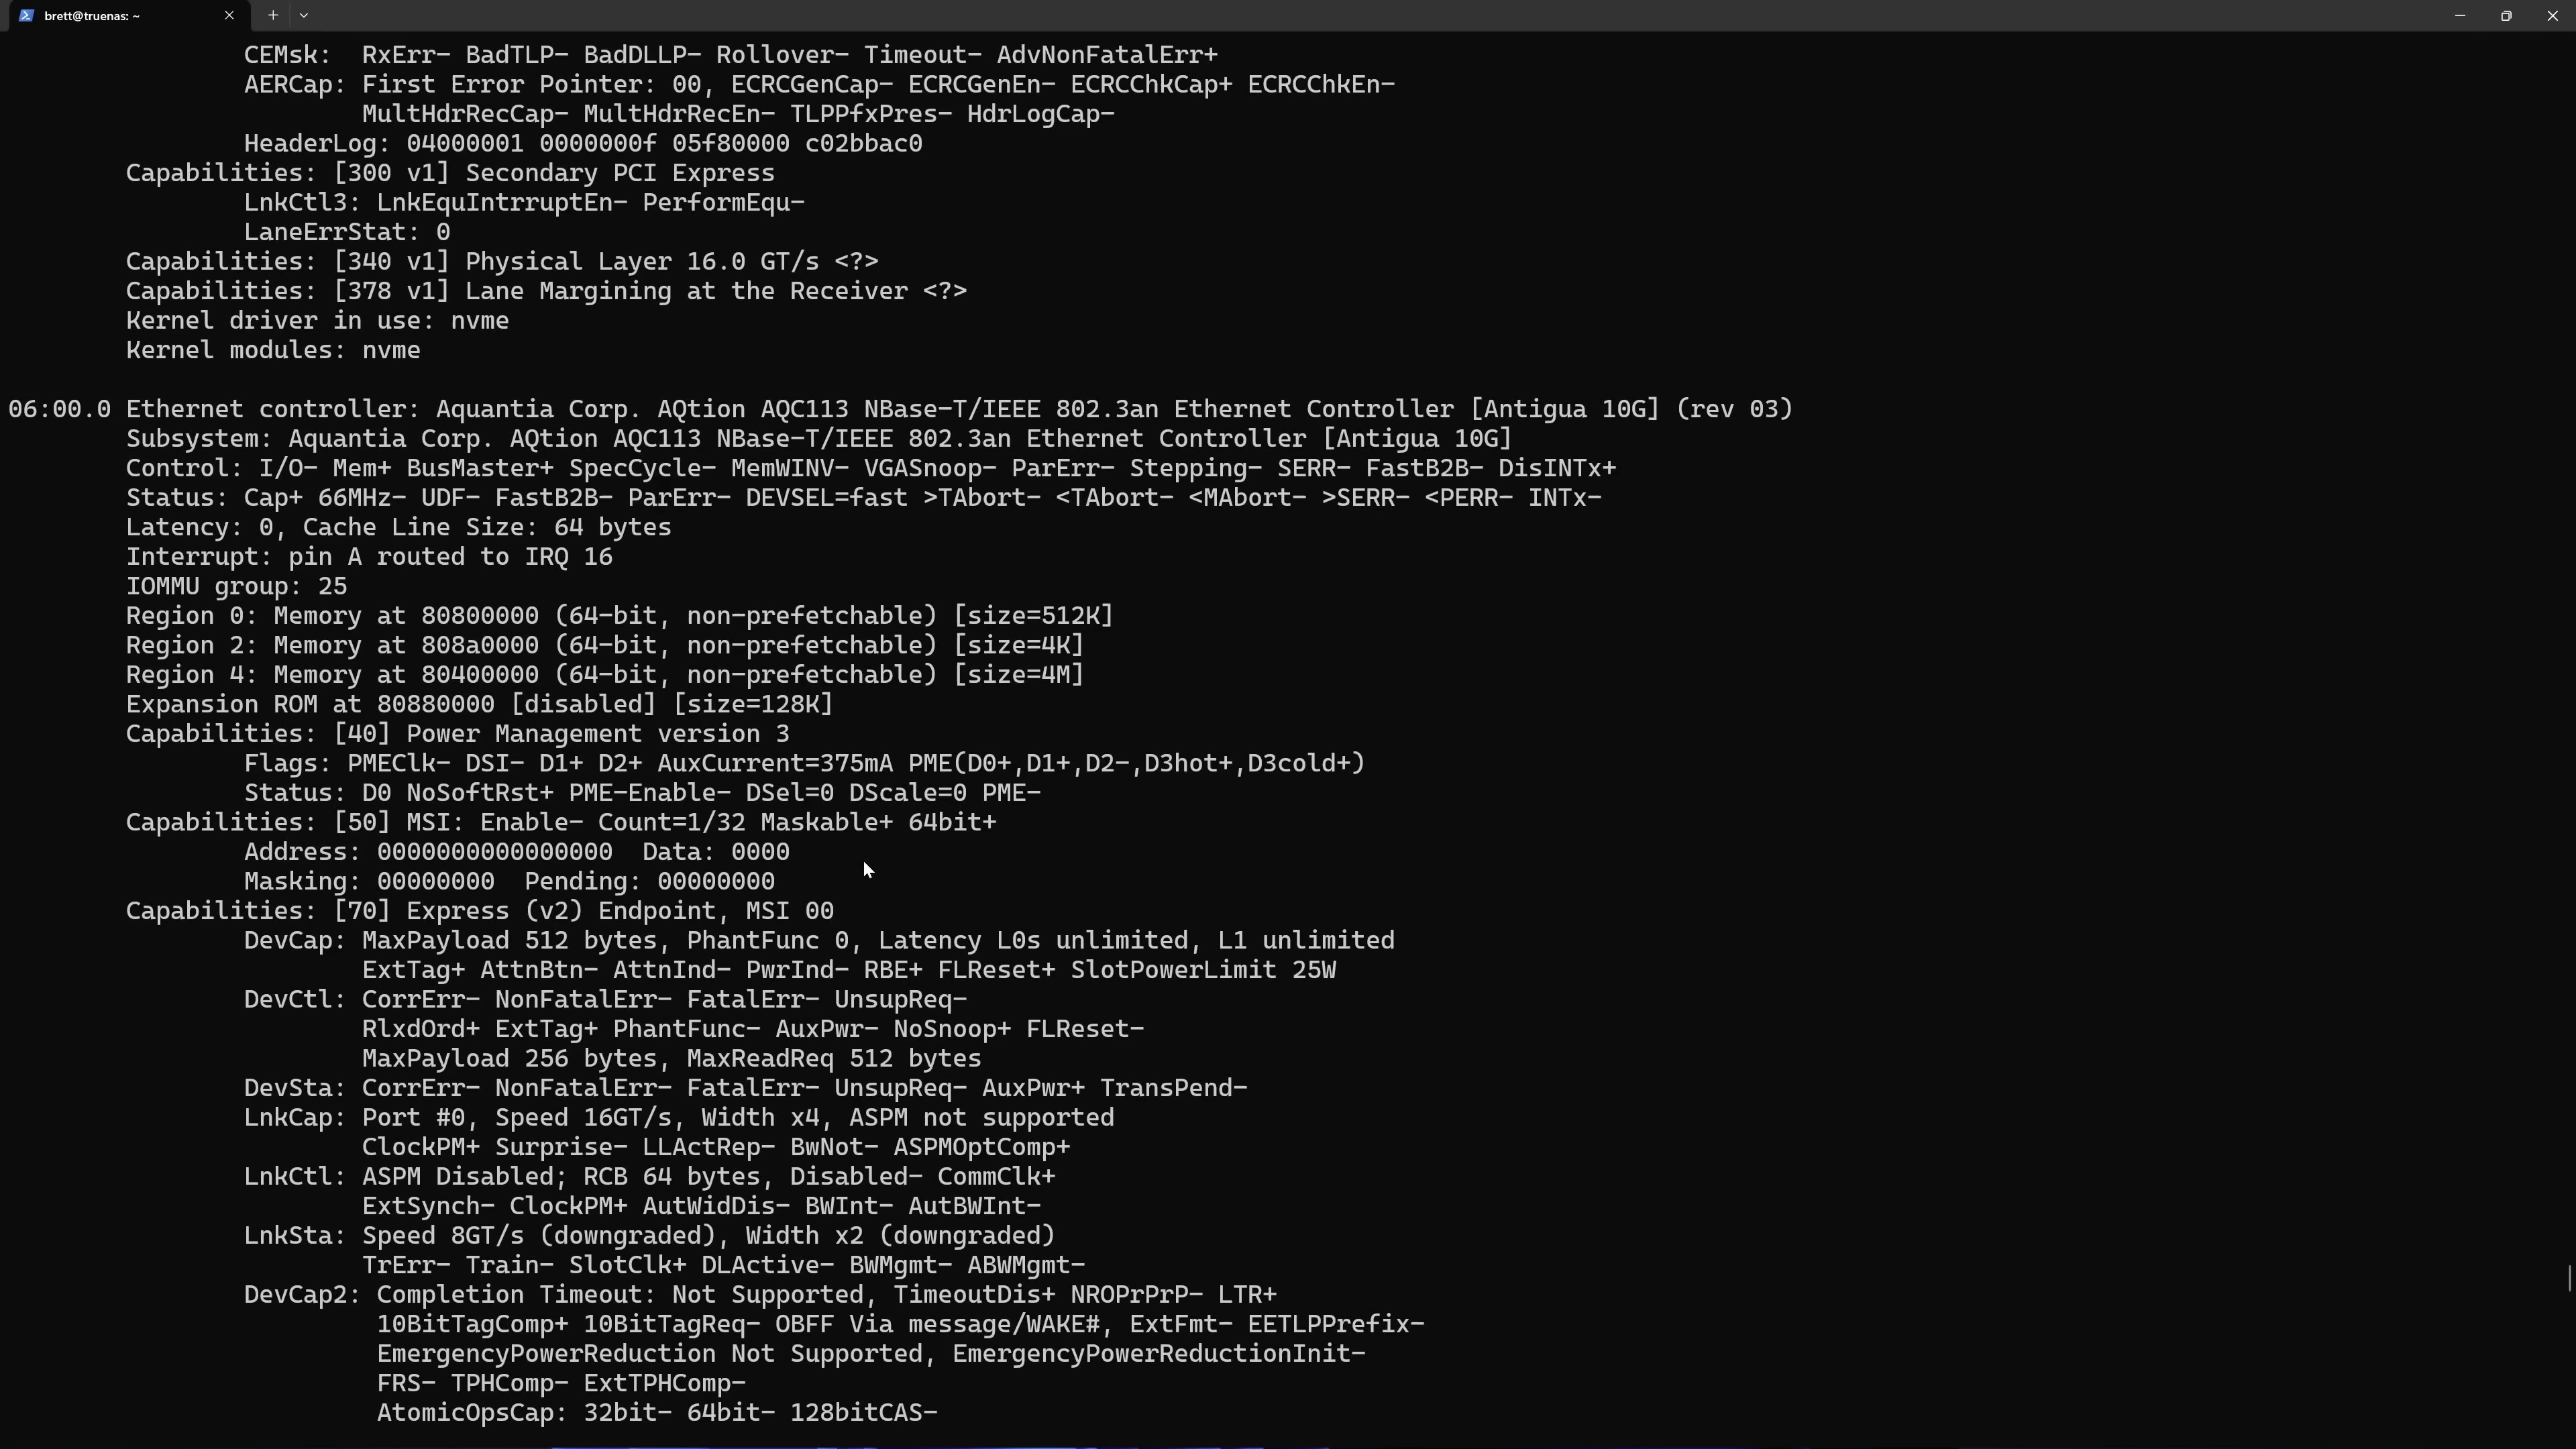 brett@truenas: ~
CEMsk: RxErr- BadTLP- BadDLLP- Rollover- Timeout- AdvNonFatalErr+
AERCap: First Error Pointer: 00, ECRCGenCap- ECRCGenEn- ECRCChkCap+ ECRCChkEn-
MultHdrRecCap- MultHdrRecEn- TLPPfxPres- HdrLogCap-
HeaderLog: 04000001 0000000f 05f80000 c02bbac0
Capabilities: [300 v1] Secondary PCI Express
LnkCtl3: LnkEquIntrruptEn- PerformEqu-
LaneErrStat: 0
Capabilities: [340 v1] Physical Layer 16.0 GT/s <?>
Capabilities: [378 v1] Lane Margining at the Receiver <?>
Kernel driver in use: nvme
Kernel modules: nvme
06:00.0 Ethernet controller: Aquantia Corp. AQtion AQC113 NBase-T/IEEE 802.3an Ethernet Controller [Antigua 10G] (rev 03)
Subsystem: Aquantia Corp. AQtion AQC113 NBase-T/IEEE 802.3an Ethernet Controller [Antigua 10G]
Control: I/O- Mem+ BusMaster+ SpecCycle- MemWINV- VGASnoop- ParErr- Stepping- SERR- FastB2B- DisINTx+
Status: Cap+ 66MHz- UDF- FastB2B- ParErr- DEVSEL=fast >TAbort- <TAbort- <MAbort- >SERR- <PERR- INTx-
Latency: 0, Cache Line Size: 64 bytes
Interrupt: pin A routed to IRQ 16
IOMMU group: 25
Region 0: Memory at 80800000 (64-bit, non-prefetchable) [size=512K]
Region 2: Memory at 808a0000 (64-bit, non-prefetchable) [size=4K]
Region 4: Memory at 80400000 (64-bit, non-prefetchable) [size=4M]
Expansion ROM at 80880000 [disabled] [size=128K]
Capabilities: [40] Power Management version 3
Flags: PMEClk- DSI- D1+ D2+ AuxCurrent=375mA PME(D0+,D1+,D2-,D3hot+,D3cold+)
Status: D0 NoSoftRst+ PME-Enable- DSel=0 DScale=0 PME-
Capabilities: [50] MSI: Enable- Count=1/32 Maskable+ 64bit+
Address: 0000000000000000  Data: 0000
Masking: 00000000  Pending: 00000000
Capabilities: [70] Express (v2) Endpoint, MSI 00
DevCap: MaxPayload 512 bytes, PhantFunc 0, Latency L0s unlimited, L1 unlimited
ExtTag+ AttnBtn- AttnInd- PwrInd- RBE+ FLReset+ SlotPowerLimit 25W
DevCtl: CorrErr- NonFatalErr- FatalErr- UnsupReq-
RlxdOrd+ ExtTag+ PhantFunc- AuxPwr- NoSnoop+ FLReset-
MaxPayload 256 bytes, MaxReadReq 512 bytes
DevSta: CorrErr- NonFatalErr- FatalErr- UnsupReq- AuxPwr+ TransPend-
LnkCap: Port #0, Speed 16GT/s, Width x4, ASPM not supported
ClockPM+ Surprise- LLActRep- BwNot- ASPMOptComp+
LnkCtl: ASPM Disabled; RCB 64 bytes, Disabled- CommClk+
ExtSynch- ClockPM+ AutWidDis- BWInt- AutBWInt-
LnkSta: Speed 8GT/s (downgraded), Width x2 (downgraded)
TrErr- Train- SlotClk+ DLActive- BWMgmt- ABWMgmt-
DevCap2: Completion Timeout: Not Supported, TimeoutDis+ NROPrPrP- LTR+
10BitTagComp+ 10BitTagReq- OBFF Via message/WAKE#, ExtFmt- EETLPPrefix-
EmergencyPowerReduction Not Supported, EmergencyPowerReductionInit-
FRS- TPHComp- ExtTPHComp-
AtomicOpsCap: 32bit- 64bit- 128bitCAS-